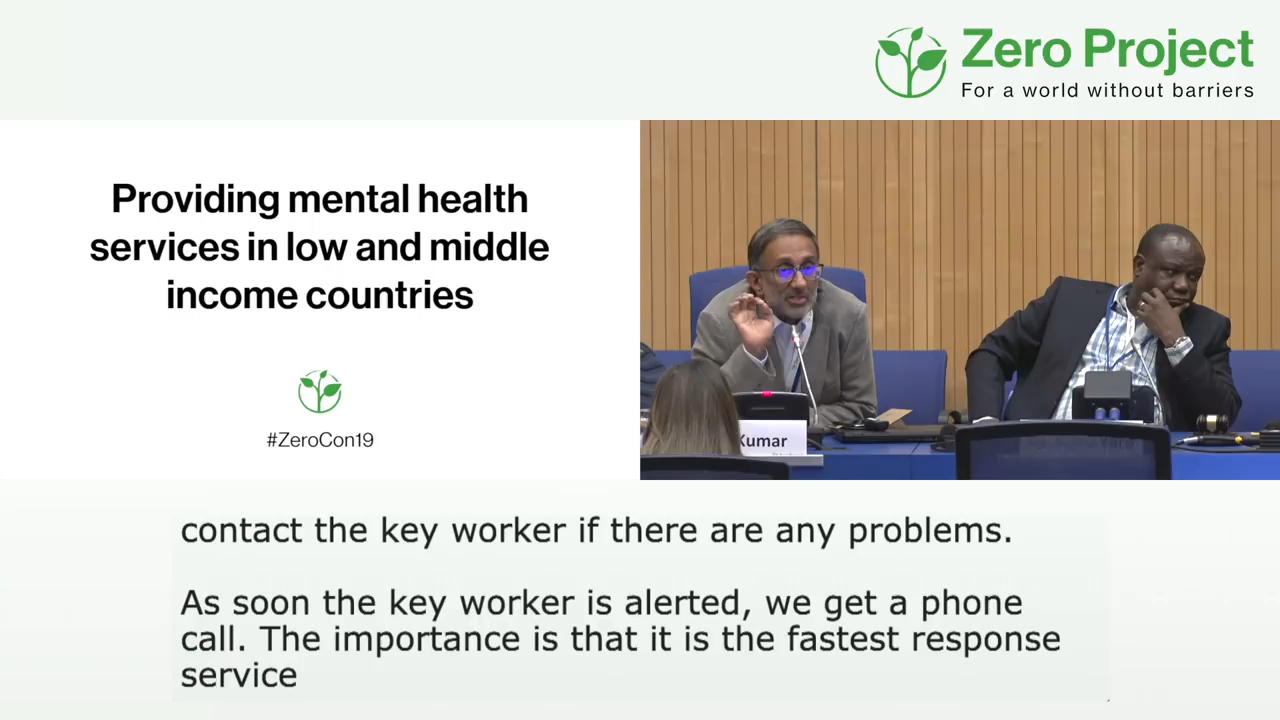 Zero Project
For a world without barriers
Providing mental health
services in low and middle
income countries
#ZeroCon19
Kumar
contact the key worker if there are any problems.
As soon the key worker is alerted, we get a phone
call. The importance is that it is the fastest response
service